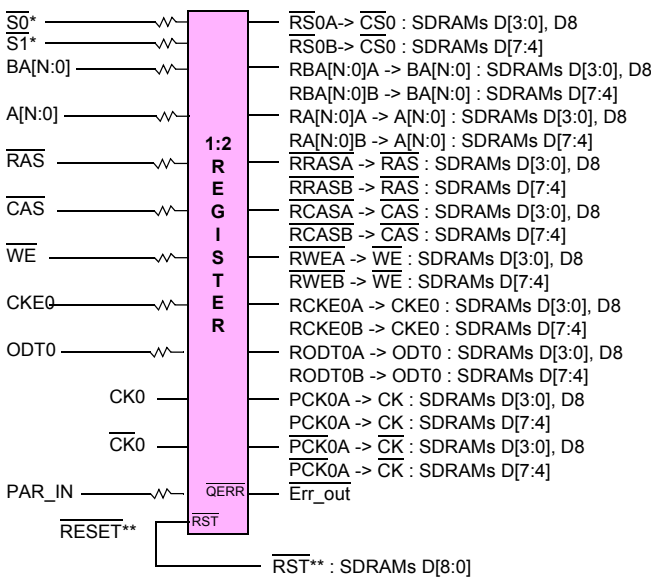 S0*
S1*
BA[N:0]
A[N:0]
RAS
CAS
WE
CKE0
ODT0
CK0
CK0
PAR_IN
RESET**
1:2
R
E
G
I
S
T
E
R
QERR
RST
RS0A-> CS0 : SDRAMs D[3:0], D8
RS0B-> CS0 : SDRAMs D[7:4]
RBA[N:0]A -> BA[N:0] : SDRAMs D[3:0], D8
RBA[N:0]B -> BA[N:0] : SDRAMs D[7:4]
RA[N:0]A -> A[N:0] : SDRAMs D[3:0], D8
RA[N:0]B -> A[N:0] : SDRAMs D[7:4]
RRASA -> RAS : SDRAMs D[3:0], D8
RRASB -> RAS : SDRAMs D[7:4]
RCASA -> CAS : SDRAMs D[3:0], D8
RCASB -> CAS : SDRAMs D[7:4]
RWEA -> WE : SDRAMs D[3:0], D8
RWEB -> WE : SDRAMs D[7:4]
RCKE0A -> CKE0 : SDRAMs D[3:0], D8
RCKE0B -> CKE0 : SDRAMs D[7:4]
RODT0A -> ODT0 : SDRAMs D[3:0], D8
RODT0B -> ODT0 : SDRAMs D[7:4]
PCK0A -> CK : SDRAMs D[3:0], D8
PCK0A -> CK : SDRAMs D[7:4]
PCK0A -> CK : SDRAMs D[3:0], D8
PCK0A -> CK : SDRAMs D[7:4]
Err_out
RST** : SDRAMs D[8:0]